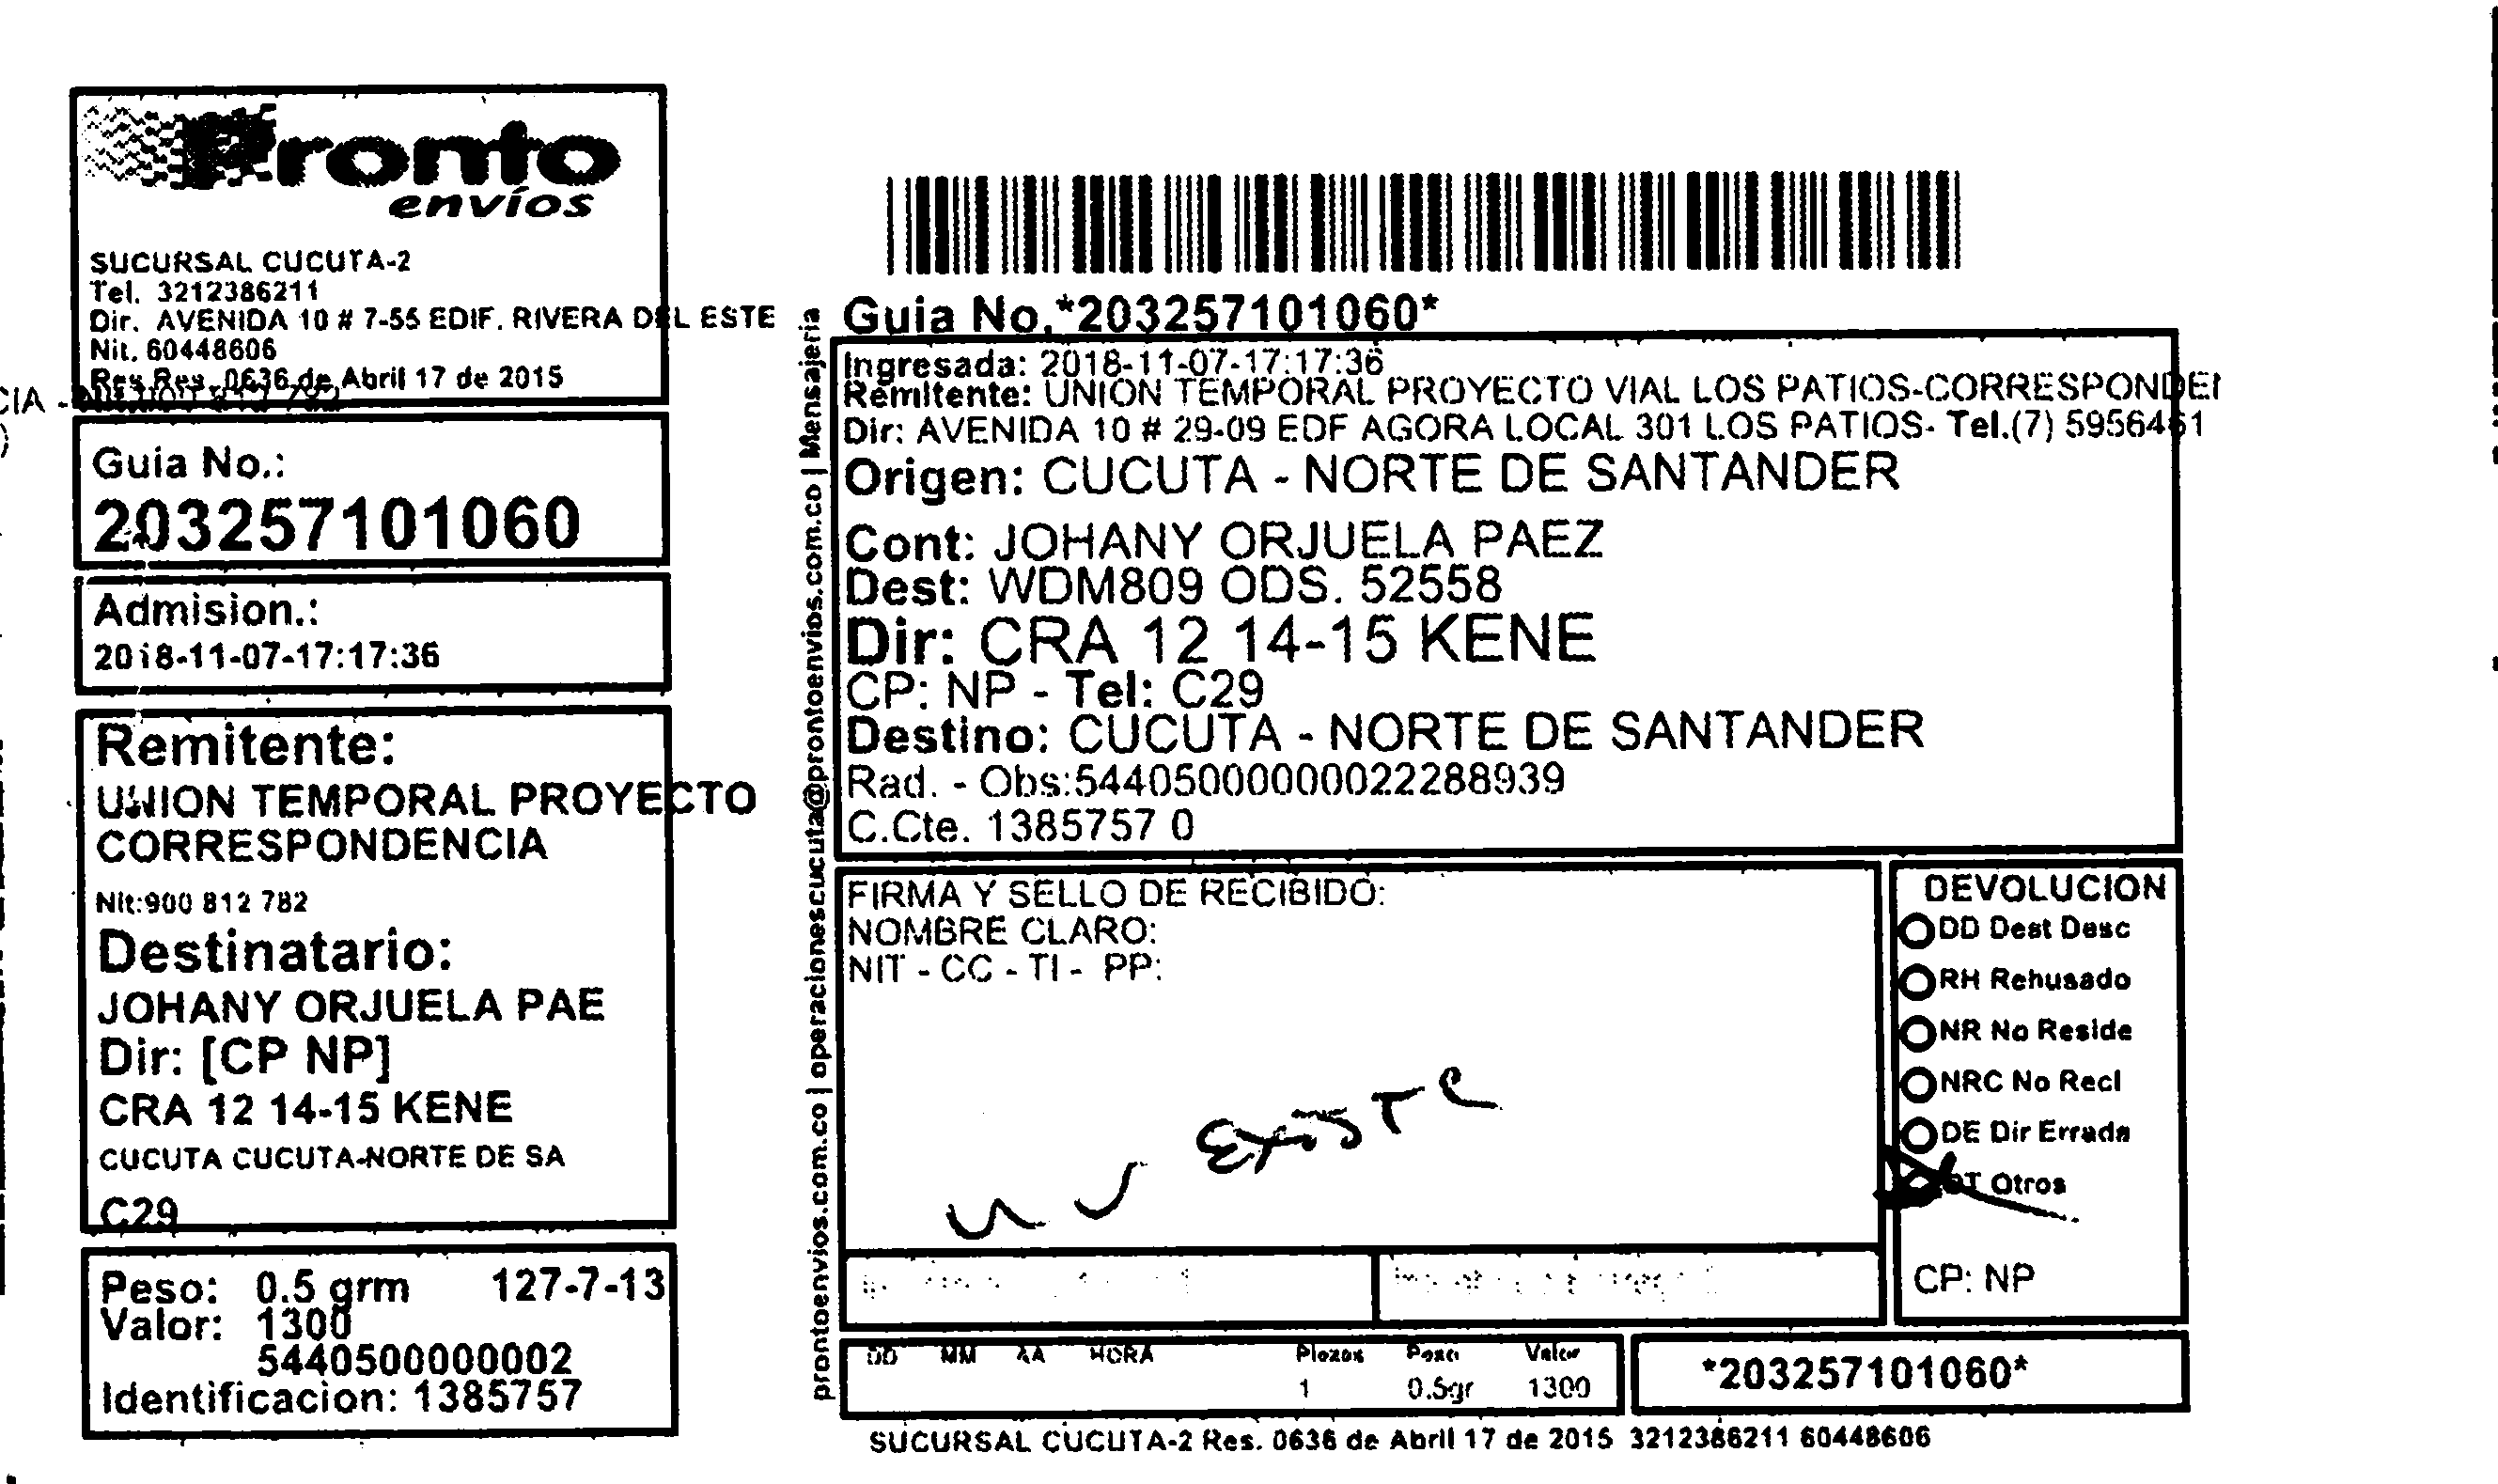 Pronto
envíos
SUCURSAL CUCUTA-2
Tel. 3212386211
Dir. AVENIDA 10 # 7-55 EDIF. RIVERA DEL ESTE
Nit. 60448606
Res Res. 0636 de Abril 17 de 2015
CIA -
Guia No.:
203257101060
Admision.:
2018-11-07-17:17:36
Remitente:
UNION TEMPORAL PROYECTO
CORRESPONDENCIA
Nit:900 812 782
Destinatario:
JOHANY ORJUELA PAE
Dir: [CP NP]
CRA 12 14-15 KENE
CUCUTA CUCUTA-NORTE DE SA
C29
Peso: 0.5 grm 127-7-13
Valor: 1300
5440500000002
Identificacion: 1385757
prontoenvios.com.co | operacionescucuta@prontoenvios.com.co | Mensajeria
Guia No.*203257101060*
Ingresada: 2018-11-07-17:17:36
Remitente: UNION TEMPORAL PROYECTO VIAL LOS PATIOS-CORRESPONDEN
Dir: AVENIDA 10 # 29-09 EDF AGORA LOCAL 301 LOS PATIOS- Tel.(7) 5956461
Origen: CUCUTA - NORTE DE SANTANDER
Cont: JOHANY ORJUELA PAEZ
Dest: WDM809 ODS. 52558
Dir: CRA 12 14-15 KENE
CP: NP - Tel: C29
Destino: CUCUTA - NORTE DE SANTANDER
Rad. - Obs:544050000000022288939
C.Cte. 1385757 0
FIRMA Y SELLO DE RECIBIDO:
NOMBRE CLARO:
NIT - CC - TI - PP:
NO EXISTE
DEVOLUCION
DD Dest Desc
RH Rehusado
NR No Reside
NRC No Recl
DE Dir Errada
OT Otros
CP: NP
DD MM AA HORA Piezas Peso Valor
1 0.5gr 1300
*203257101060*
SUCURSAL CUCUTA-2 Res. 0636 de Abril 17 de 2015 3212386211 60448606